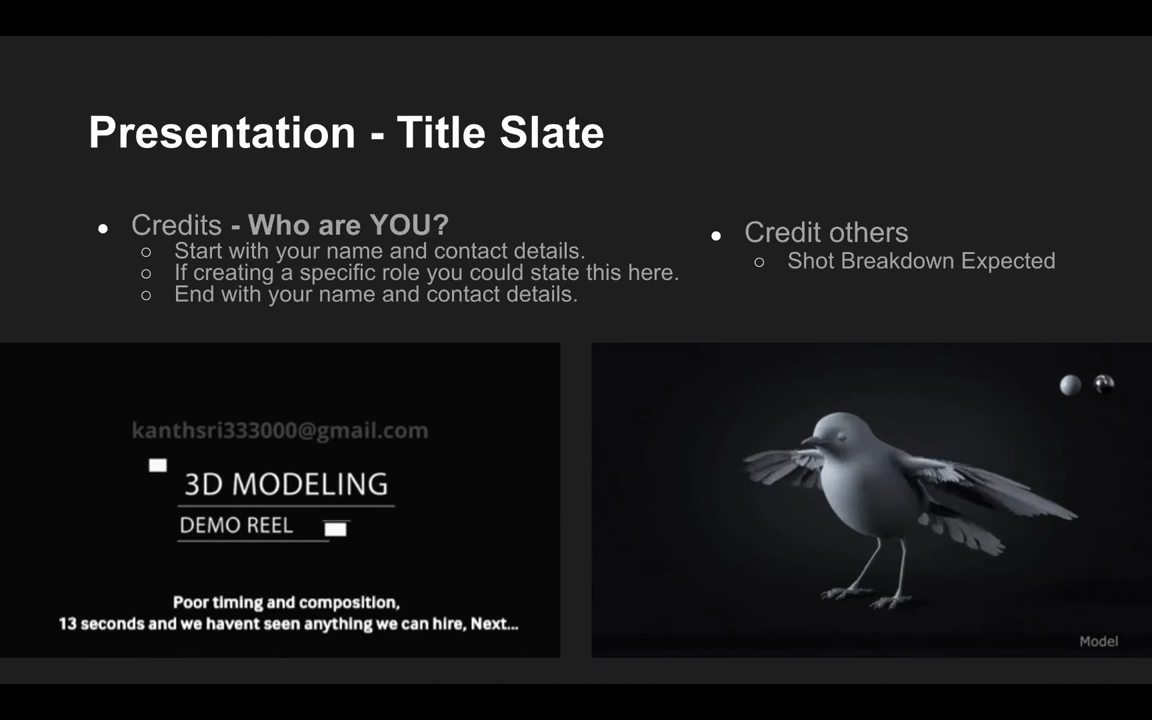 Presentation - Title Slate
● Credits - Who are YOU?
○ Start with your name and contact details.
○ If creating a specific role you could state this here.
○ End with your name and contact details.
● Credit others
○ Shot Breakdown Expected
kanthsri333000@gmail.com
3D MODELING
DEMO REEL
Poor timing and composition,
13 seconds and we havent seen anything we can hire, Next...
Model